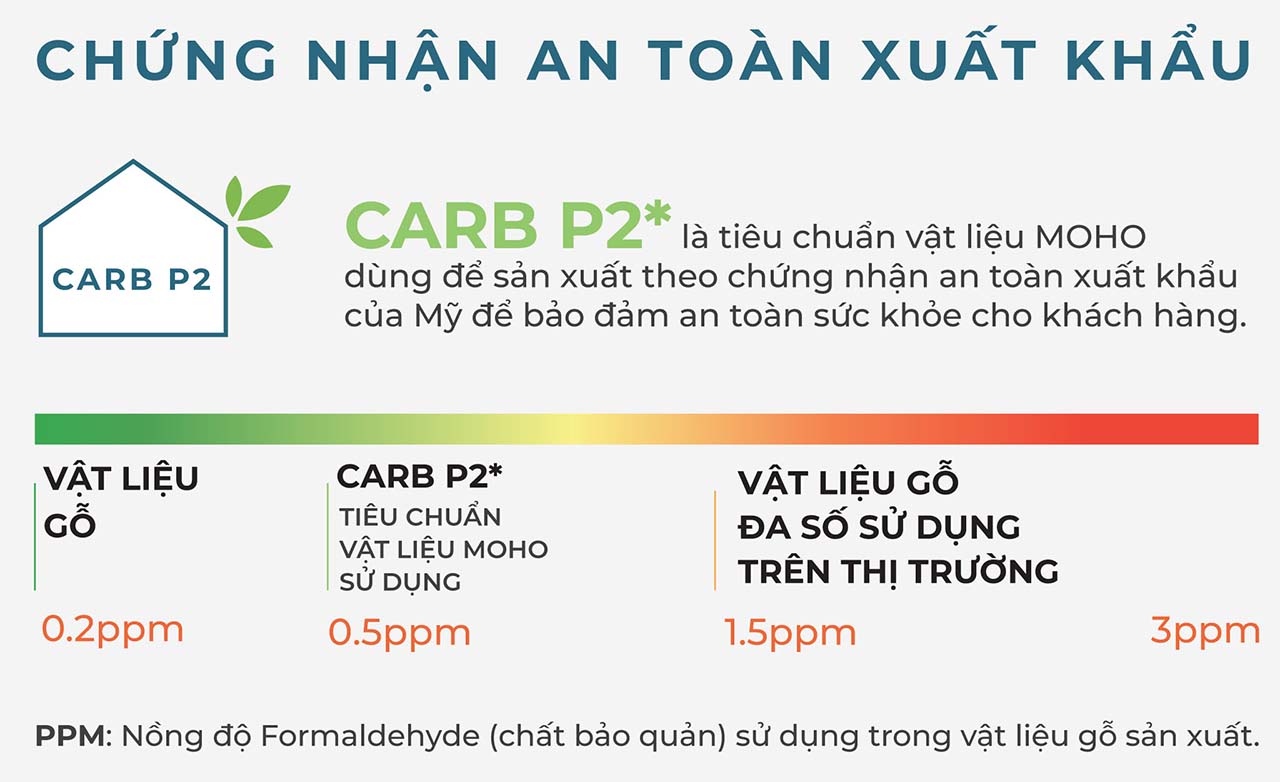 CHỨNG NHẬN AN TOÀN XUẤT KHẨU
CARB P2
CARB P2* là tiêu chuẩn vật liệu MOHO
dùng để sản xuất theo chứng nhận an toàn xuất khẩu
của Mỹ để bảo đảm an toàn sức khỏe cho khách hàng.
VẬT LIỆU
GỖ
0.2ppm
CARB P2*
TIÊU CHUẨN
VẬT LIỆU MOHO
SỬ DỤNG
0.5ppm
VẬT LIỆU GỖ
ĐA SỐ SỬ DỤNG
TRÊN THỊ TRƯỜNG
1.5ppm
3ppm
PPM: Nồng độ Formaldehyde (chất bảo quản) sử dụng trong vật liệu gỗ sản xuất.